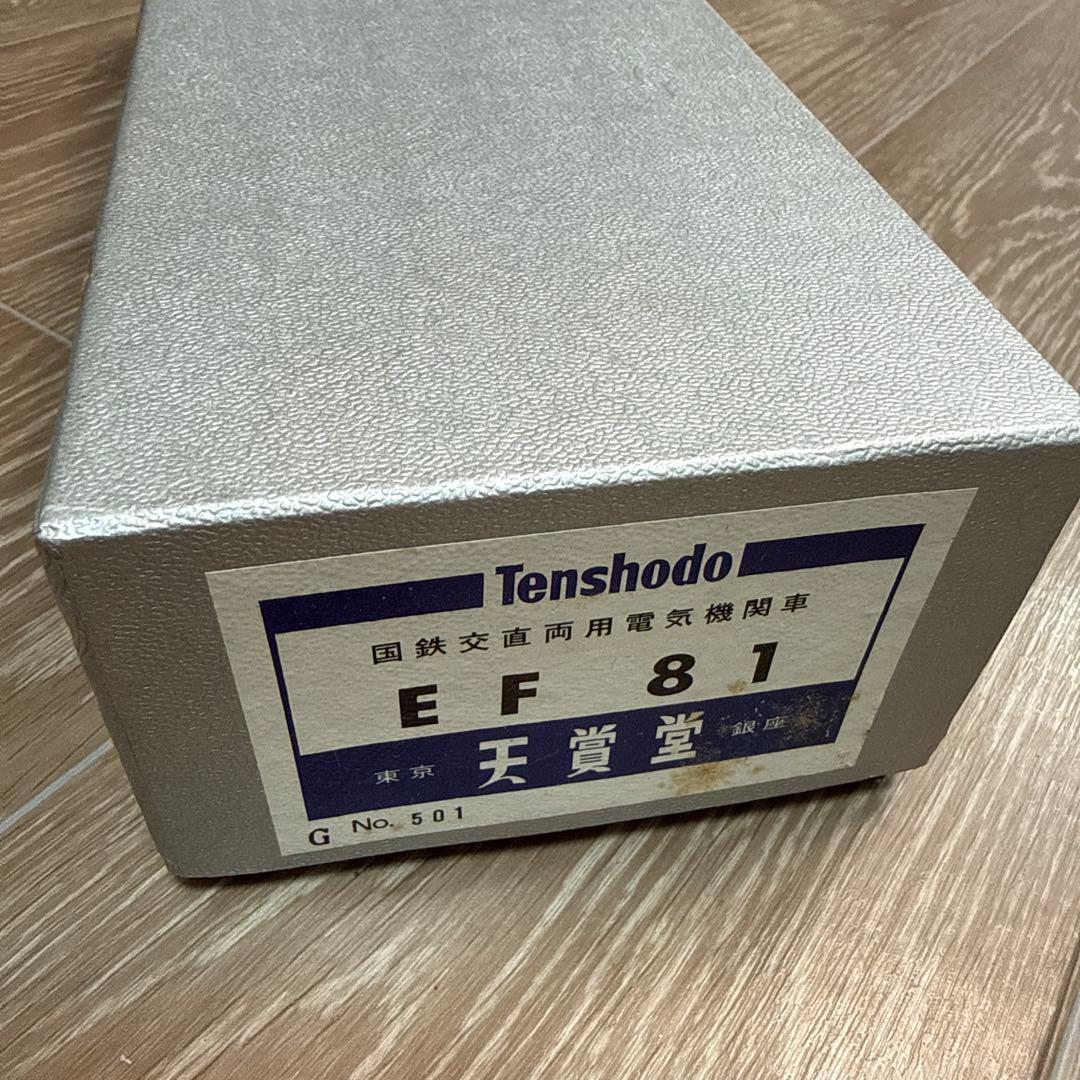 Tenshodo
国鉄交直両用電気機関車
EF 81
東京 天賞堂 銀座
G No. 501